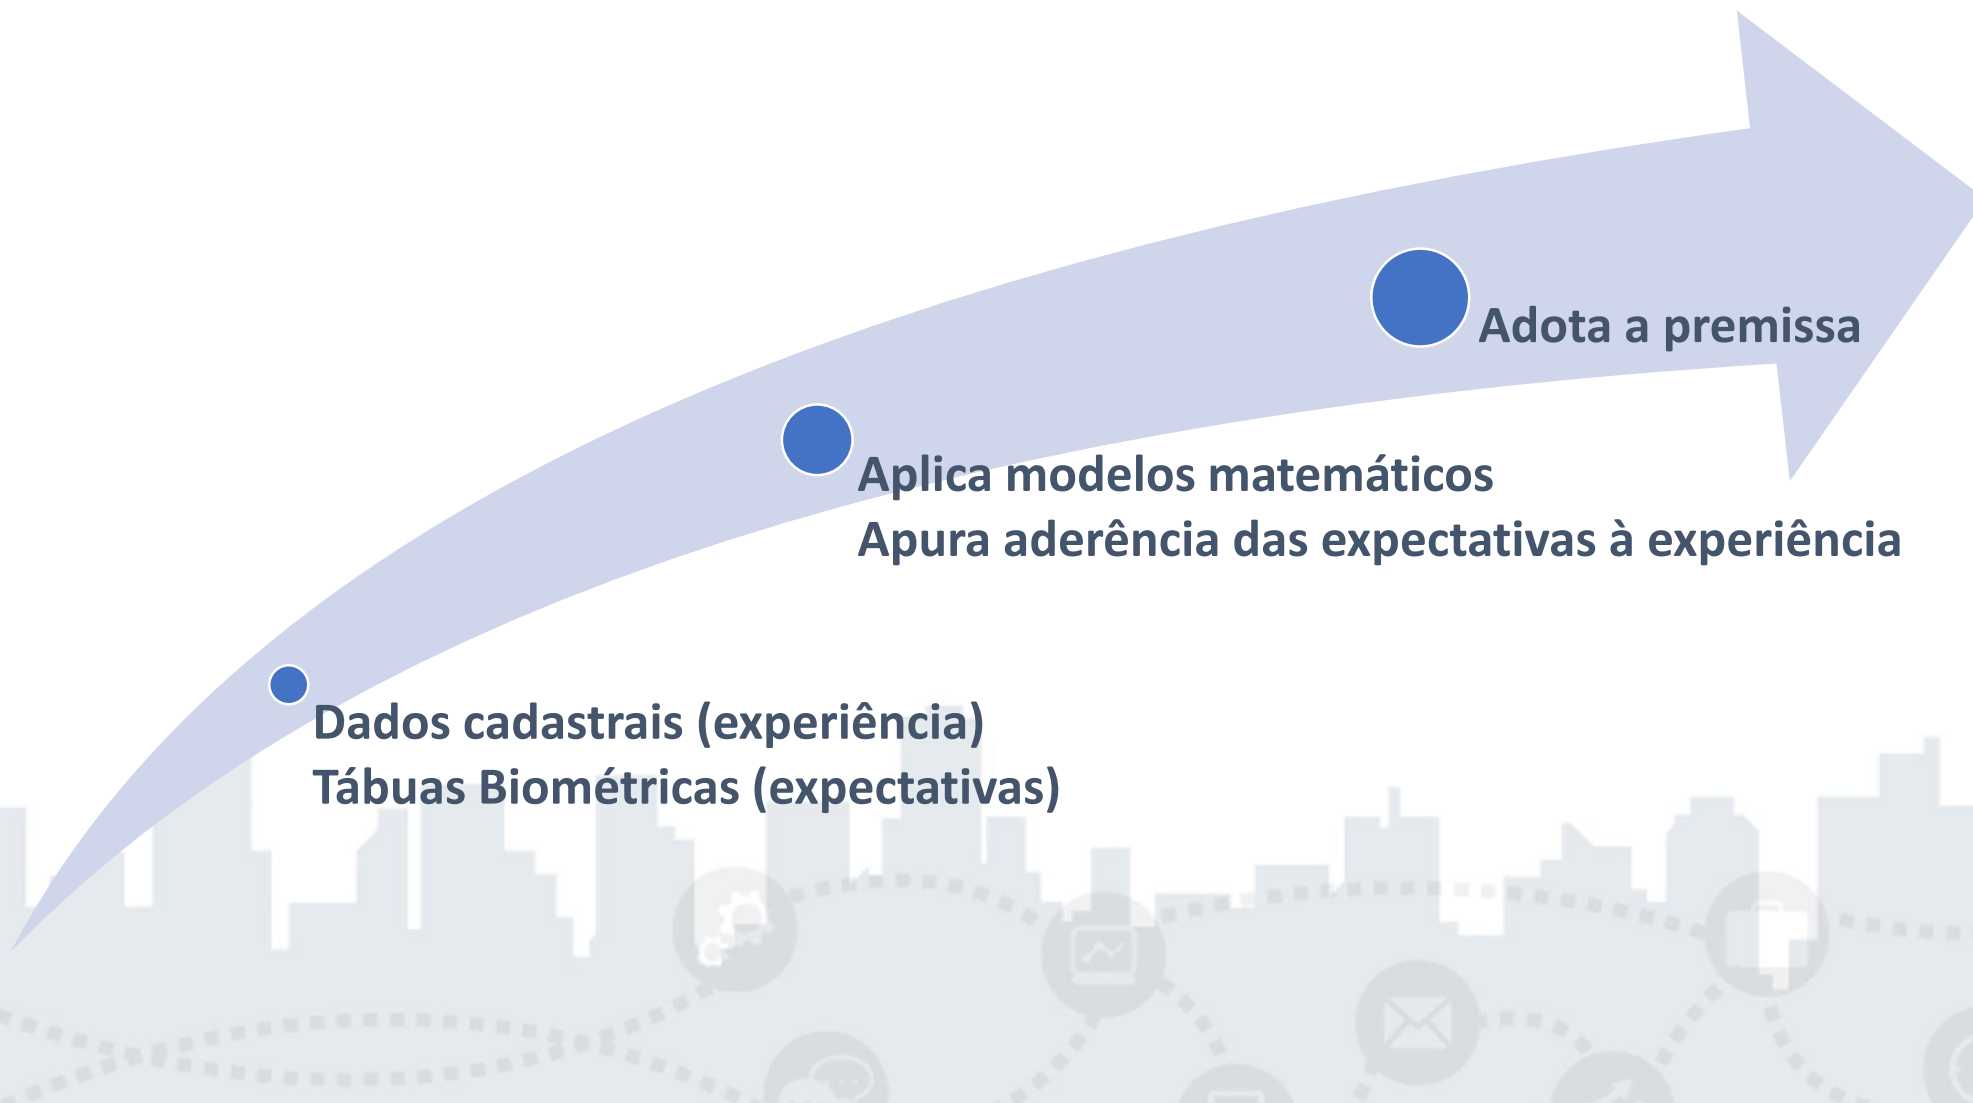 Adota a premissa
Aplica modelos matemáticos
Apura aderência das expectativas à experiência
Dados cadastrais (experiência)
Tábuas Biométricas (expectativas)